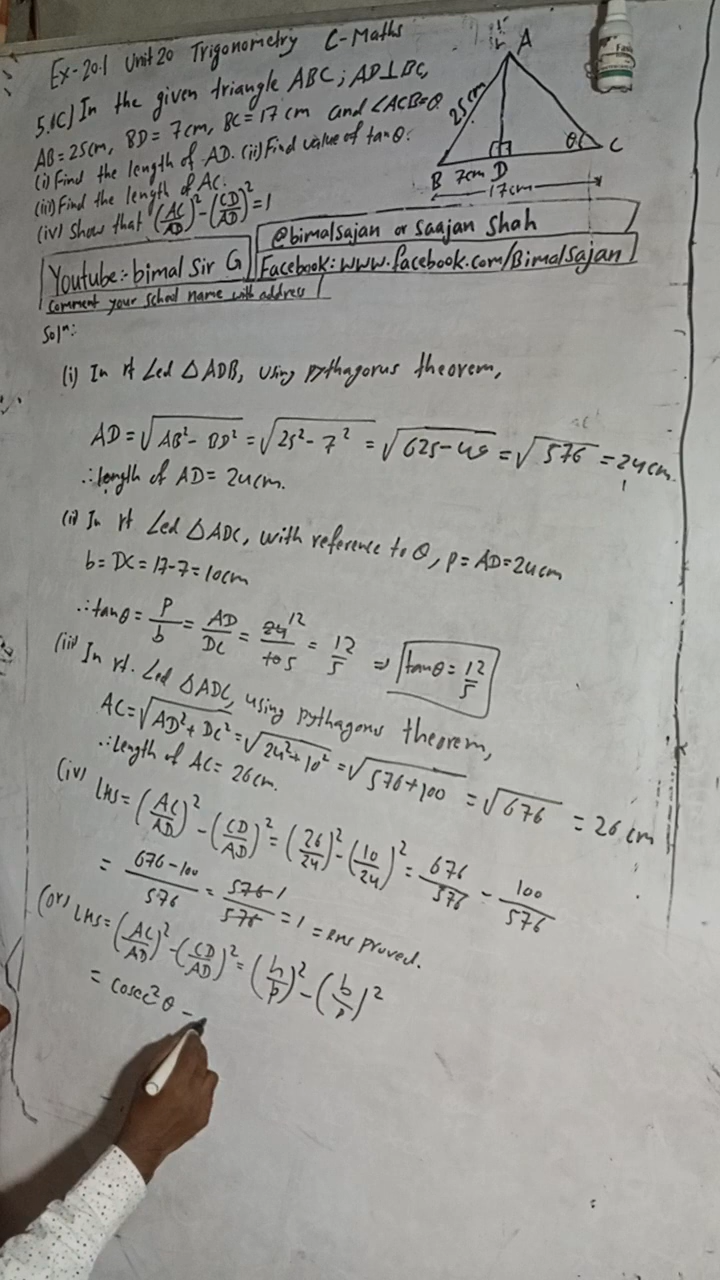 Ex-20.1 Unit 20 Trigonometry C-Maths
5.(C) In the given triangle ABC; AD⊥BC,
AB=25cm, BD=7cm, BC=17cm and ∠ACB=θ
(i) Find the length of AD. (ii) Find value of tanθ.
(iii) Find the length of AC.
(iv) Show that (AC/AD)²-(CD/AD)²=1
A
25cm
θ
B 7cm D C
17cm
@bimalsajan or Saajan Shah
Youtube:- bimal Sir G
Facebook: www.facebook.com/BimalSajan
comment your school name with address
Solⁿ:
(i) In rt ∠ed △ADB, using pythagorus theorem,
AD=√AB²-BD² = √25²-7² = √625-49 = √576 = 24cm.
∴ length of AD= 24cm.
(ii) In rt ∠ed △ADC, with reference to θ, p=AD=24cm
b=DC=17-7=10cm
∴ tanθ = p/b = AD/DC = 24 12/10 5 = 12/5 ⇒ tanθ=12/5
(iii) In rt. ∠ed △ADC, using pythagorus theorem,
AC=√AD²+DC² = √24²+10² = √576+100 = √676 = 26cm
∴ length of AC= 26cm.
(iv) LHS = (AC/AD)²-(CD/AD)² = (26/24)²-(10/24)² = 676/576 - 100/576
= 676-100/576 = 576 1/576 = 1 = RHS proved.
(or) LHS = (AC/AD)²-(CD/AD)² = (h/p)²-(b/p)²
= cosec²θ -